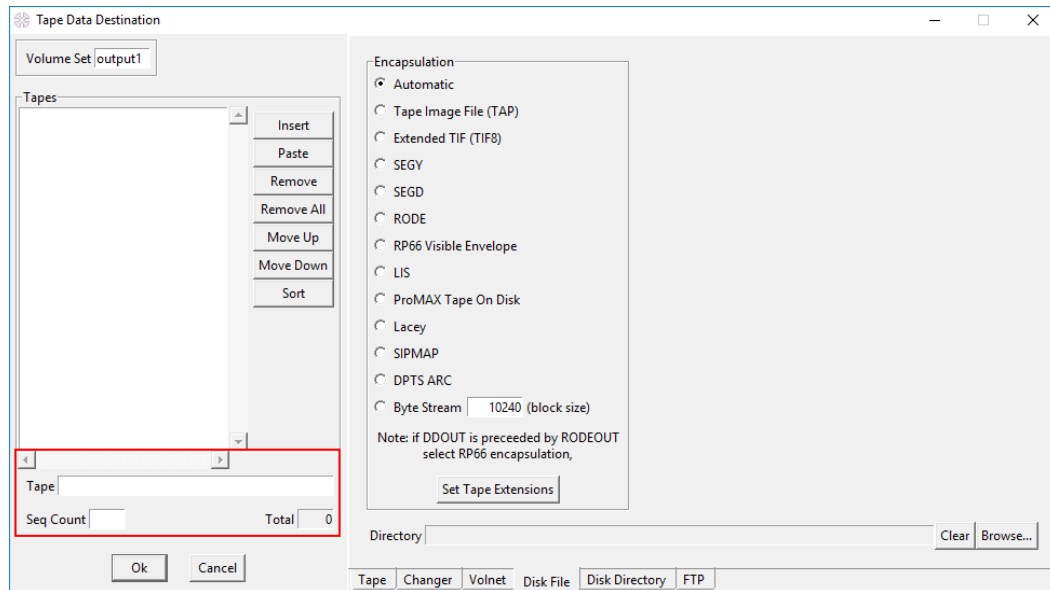 Tape Data Destination
Volume Set output1
Tapes
Insert
Paste
Remove
Remove All
Move Up
Move Down
Sort
Tape
Seq Count
Total 0
Ok Cancel
Encapsulation
Automatic
Tape Image File (TAP)
Extended TIF (TIF8)
SEGY
SEGD
RODE
RP66 Visible Envelope
LIS
ProMAX Tape On Disk
Lacey
SIPMAP
DPTS ARC
Byte Stream 10240 (block size)
Note: if DDOUT is preceeded by RODEOUT
select RP66 encapsulation,
Set Tape Extensions
Directory Clear Browse...
Tape Changer Volnet Disk File Disk Directory FTP